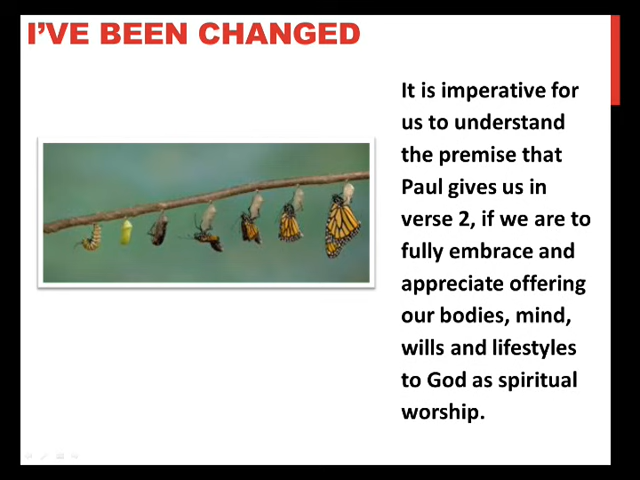 I'VE BEEN CHANGED
It is imperative for
us to understand
the premise that
Paul gives us in
verse 2, if we are to
fully embrace and
appreciate offering
our bodies, mind,
wills and lifestyles
to God as spiritual
worship.